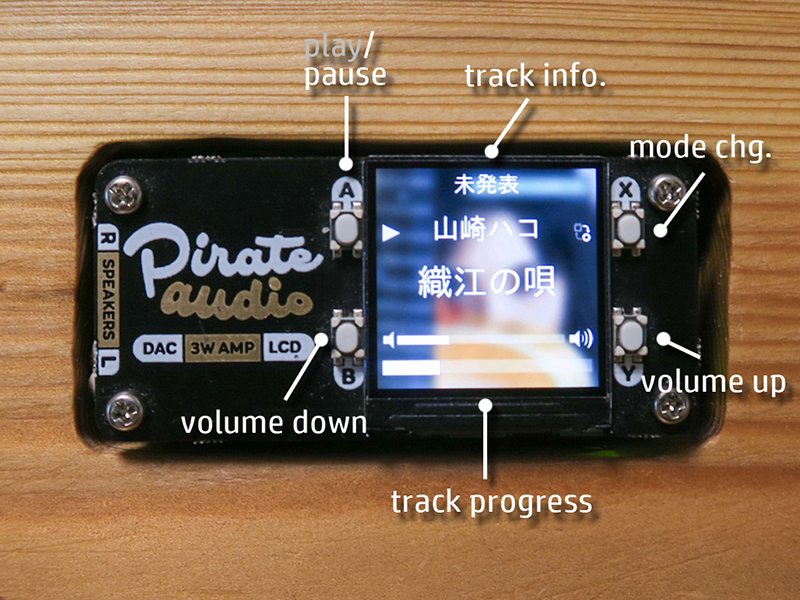 play/
pause
track info.
mode chg.
A
X
未発表
山崎ハコ
織江の唄
Pirate
audio
R
SPEAKERS
L
DAC 3W AMP LCD
B
Y
volume up
volume down
track progress